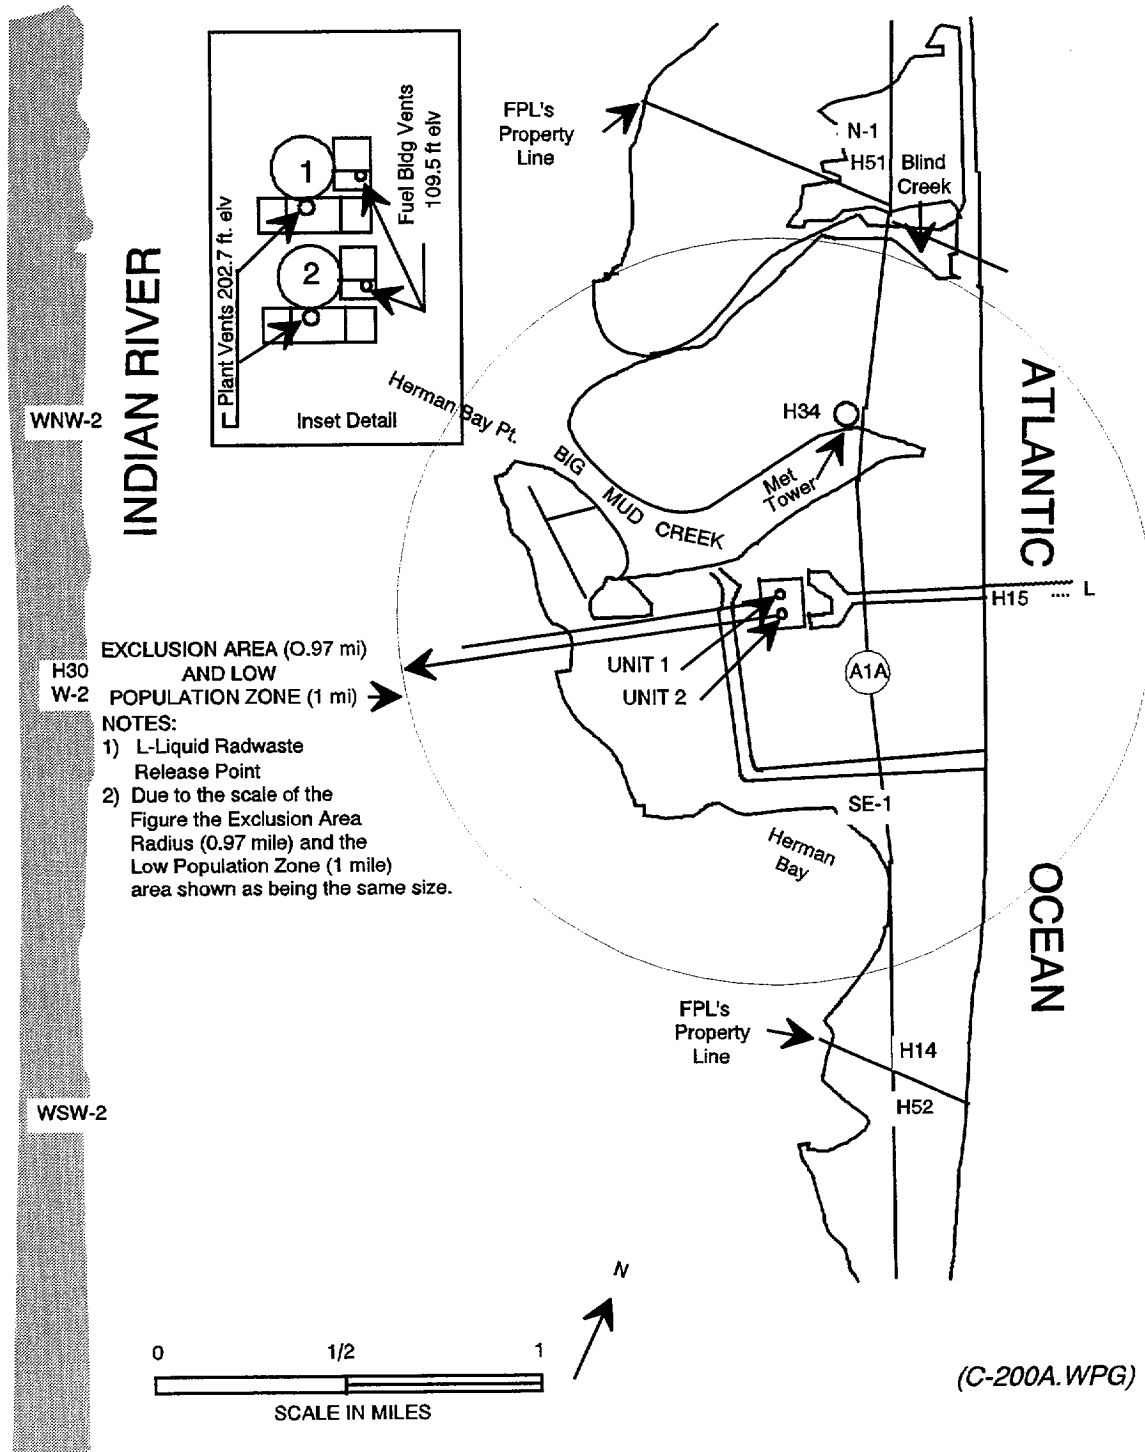 FPL's
Property
Line
N-1
H51
Blind
Creek
1
2
Plant Vents 202.7 ft. elv
Fuel Bldg Vents
109.5 ft elv
Inset Detail
INDIAN RIVER
WNW-2
Herman Bay Pt.
BIG MUD CREEK
H34
Met
Tower
ATLANTIC
OCEAN
H15
L
UNIT 1
UNIT 2
A1A
H30
W-2
EXCLUSION AREA (0.97 mi)
AND LOW
POPULATION ZONE (1 mi)
NOTES:
1) L-Liquid Radwaste
Release Point
2) Due to the scale of the
Figure the Exclusion Area
Radius (0.97 mile) and the
Low Population Zone (1 mile)
area shown as being the same size.
SE-1
Herman
Bay
FPL's
Property
Line
H14
H52
WSW-2
N
0 1/2 1
SCALE IN MILES
(C-200A.WPG)